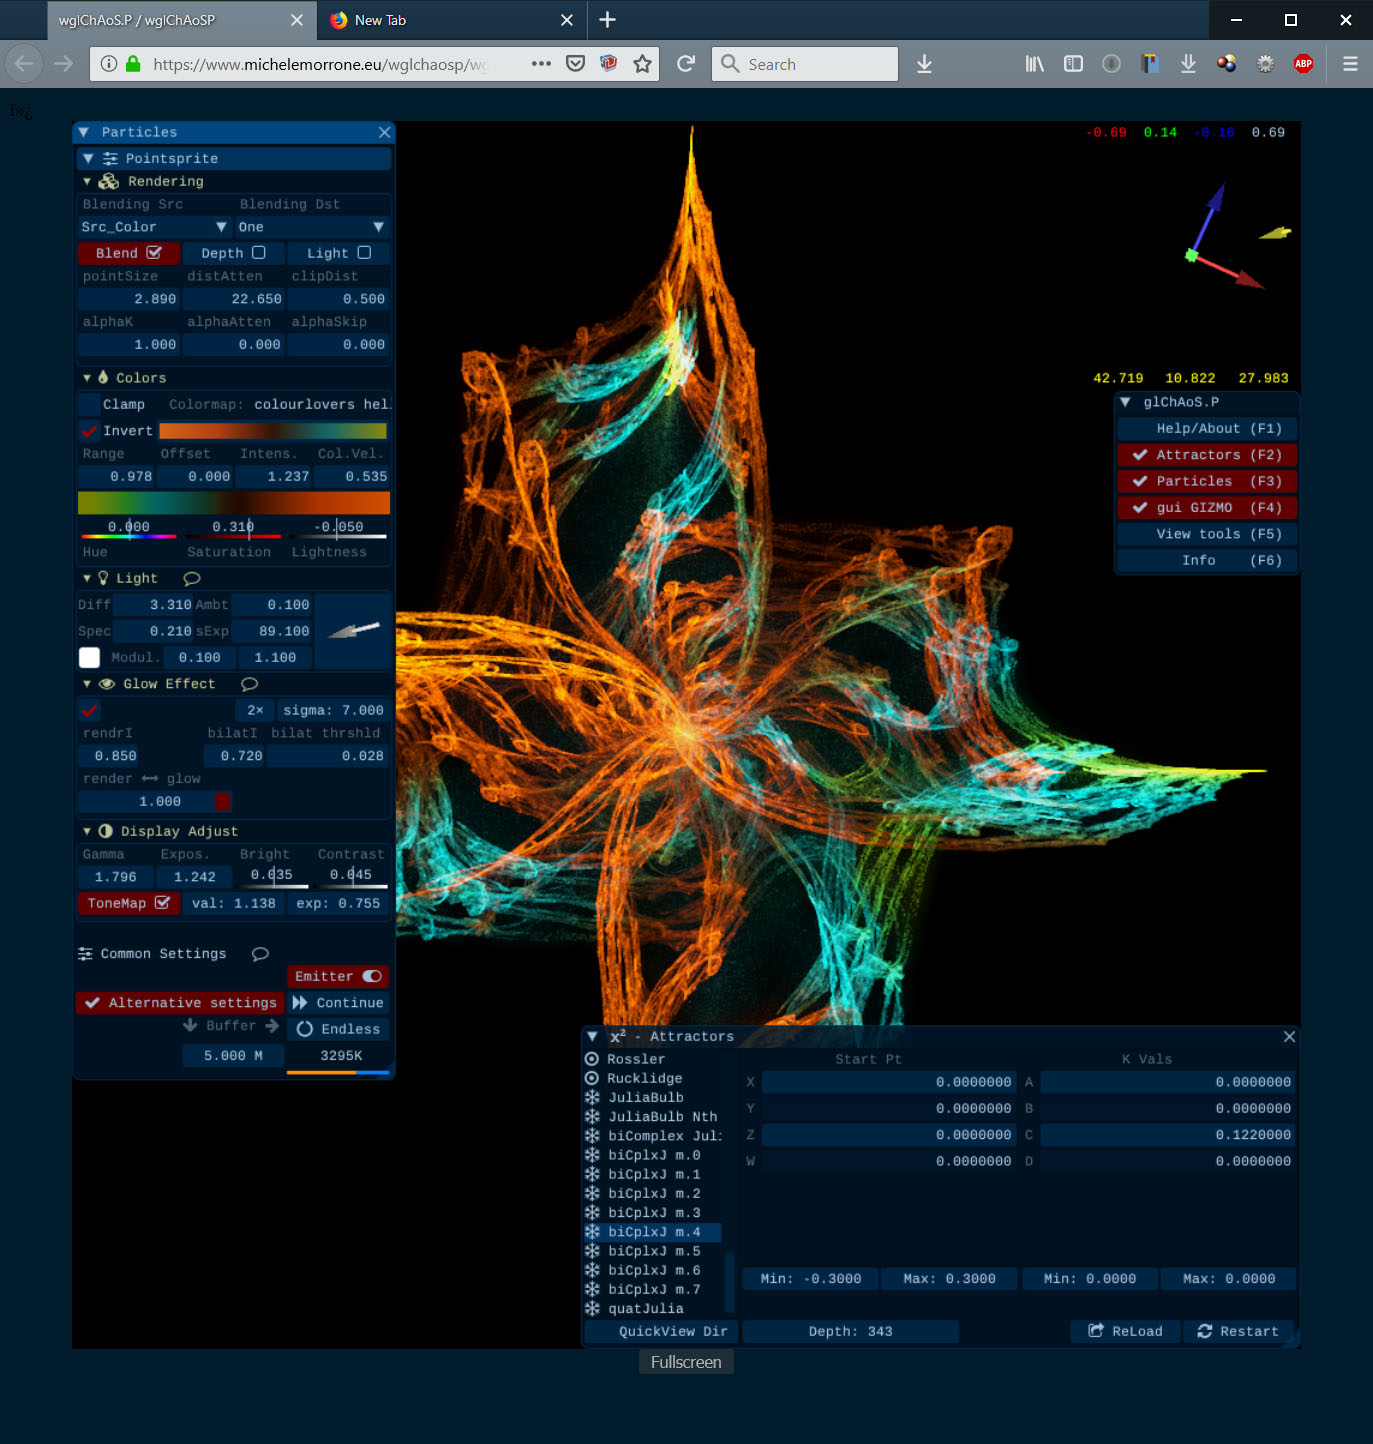 wglChAoS.P / wglChAoSP
New Tab
https://www.michelemorrone.eu/wglchaosp/wg
Search
ABP
ï»¿
Particles
Pointsprite
Rendering
Blending Src Blending Dst
Src_Color One
Blend Depth Light
pointSize distAtten clipDist
2.890 22.650 0.500
alphaK alphaAtten alphaSkip
1.000 0.000 0.000
Colors
Clamp Colormap: colourlovers hel
Invert
Range Offset Intens. Col.Vel.
0.978 0.000 1.237 0.535
0.000 0.310 -0.050
Hue Saturation Lightness
Light
Diff 3.310 Ambt 0.100
Spec 0.210 sExp 89.100
Modul. 0.100 1.100
Glow Effect
2× sigma: 7.000
rendrI bilatI bilat thrshld
0.850 0.720 0.028
render ↔ glow
1.000
Display Adjust
Gamma Expos. Bright Contrast
1.796 1.242 0.035 0.045
ToneMap val: 1.138 exp: 0.755
Common Settings
Emitter
Alternative settings Continue
Buffer Endless
5.000 M 3295K
-0.69 0.14 -0.16 0.69
42.719 10.822 27.983
glChAoS.P
Help/About (F1)
Attractors (F2)
Particles (F3)
gui GIZMO (F4)
View tools (F5)
Info (F6)
x² - Attractors
Rossler
Rucklidge
JuliaBulb
JuliaBulb Nth
biComplex Juli
biCplxJ m.0
biCplxJ m.1
biCplxJ m.2
biCplxJ m.3
biCplxJ m.4
biCplxJ m.5
biCplxJ m.6
biCplxJ m.7
quatJulia
QuickView Dir
Start Pt K Vals
X 0.0000000 A 0.0000000
Y 0.0000000 B 0.0000000
Z 0.0000000 C 0.1220000
W 0.0000000 D 0.0000000
Min: -0.3000 Max: 0.3000 Min: 0.0000 Max: 0.0000
Depth: 343 ReLoad Restart
Fullscreen